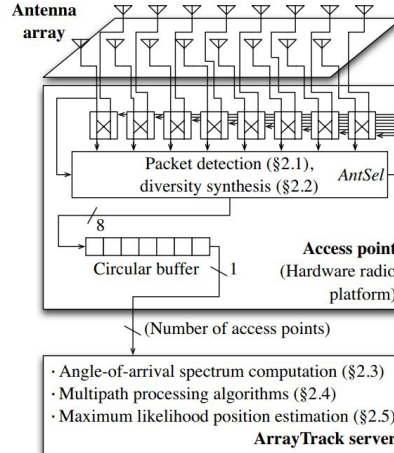 Antenna
array
Packet detection (§2.1),
diversity synthesis (§2.2)
AntSel
8
Circular buffer
1
Access point
(Hardware radio
platform)
(Number of access points)
· Angle-of-arrival spectrum computation (§2.3)
· Multipath processing algorithms (§2.4)
· Maximum likelihood position estimation (§2.5)
ArrayTrack server